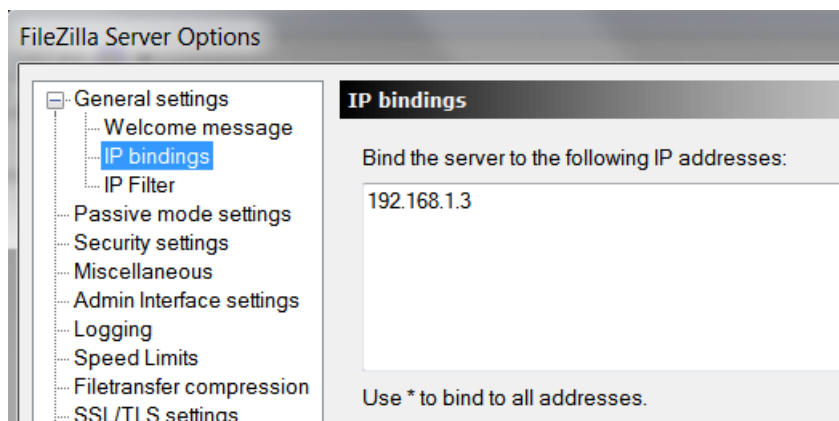 FileZilla Server Options
General settings
Welcome message
IP bindings
IP Filter
Passive mode settings
Security settings
Miscellaneous
Admin Interface settings
Logging
Speed Limits
Filetransfer compression
SSL/TLS settings
IP bindings
Bind the server to the following IP addresses:
192.168.1.3
Use * to bind to all addresses.